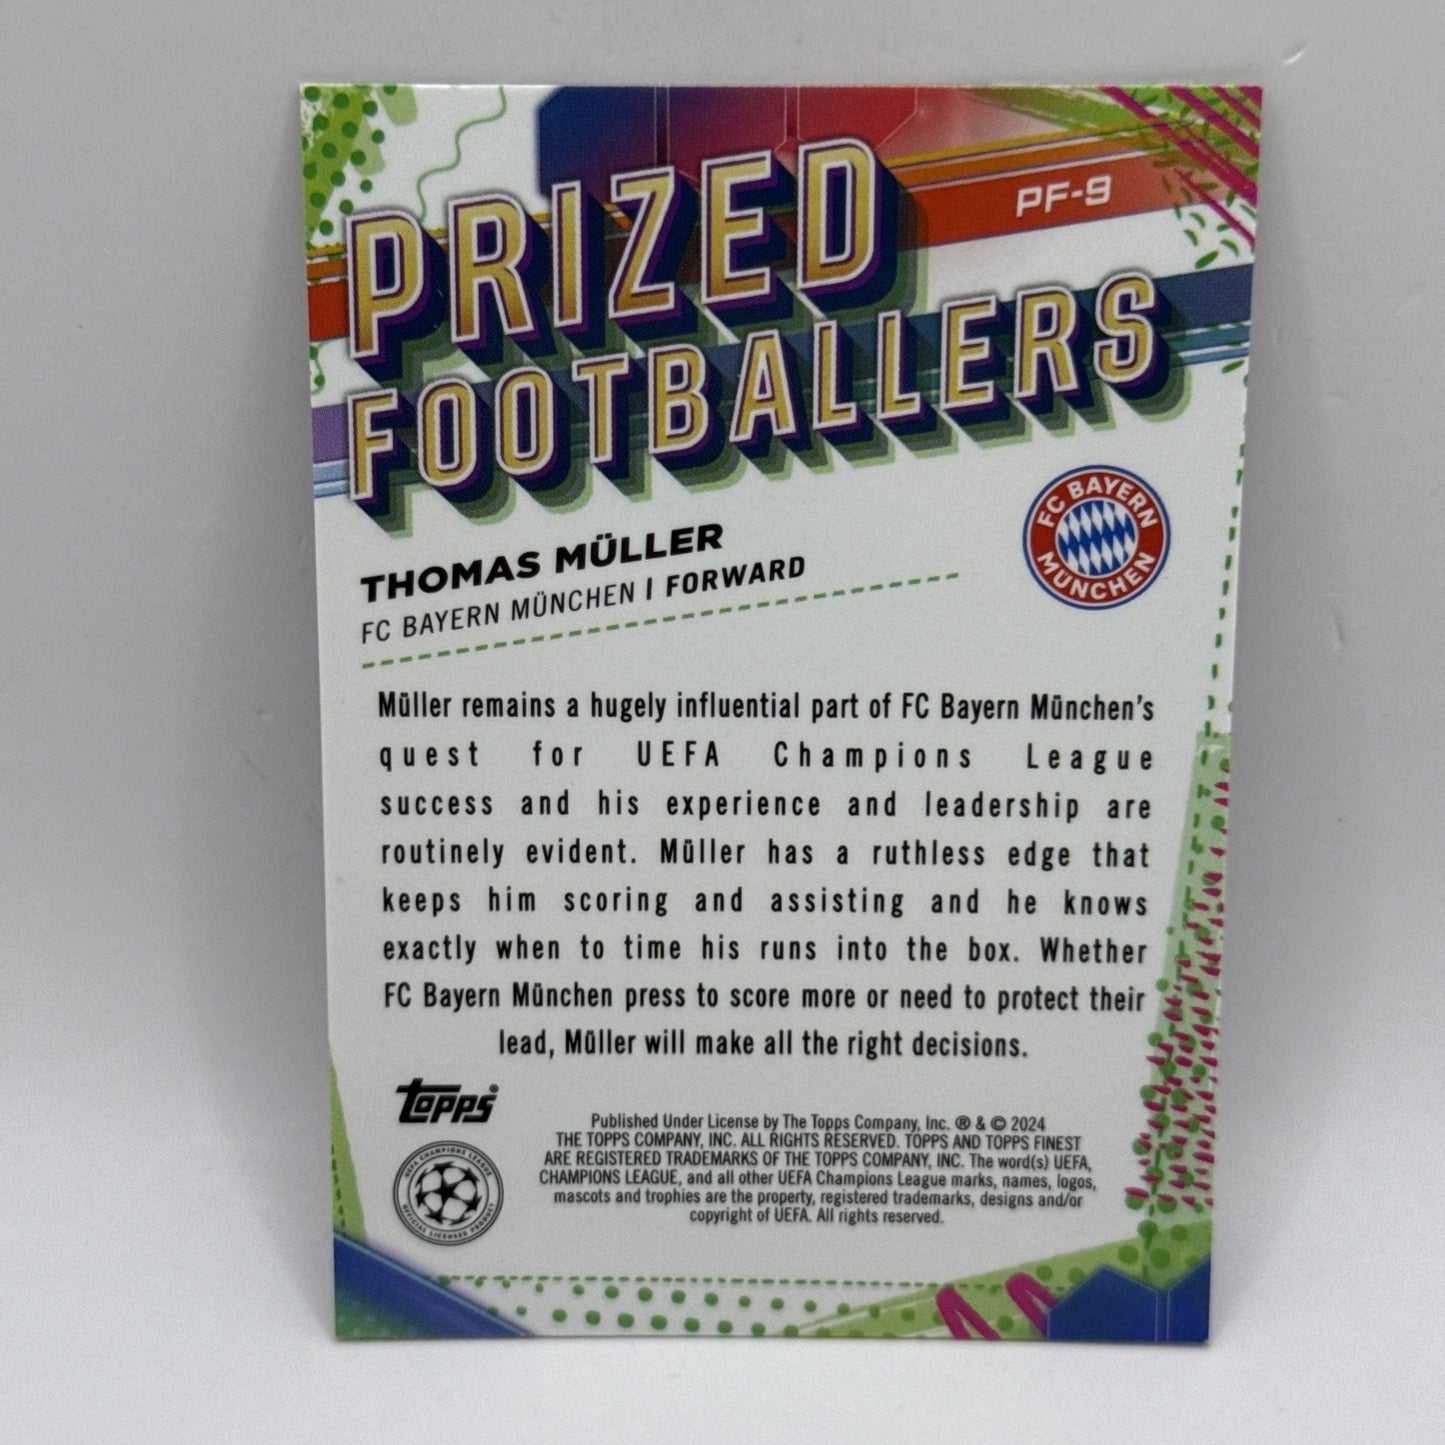 PRIZED
PF-9
FOOTBALLERS
FC BAYERN
MÜNCHEN
THOMAS MÜLLER
FC BAYERN MÜNCHEN | FORWARD
Müller remains a hugely influential part of FC Bayern München's
quest for UEFA Champions League
success and his experience and leadership are
routinely evident. Müller has a ruthless edge that
keeps him scoring and assisting and he knows
exactly when to time his runs into the box. Whether
FC Bayern München press to score more or need to protect their
lead, Müller will make all the right decisions.
TOPPS®
UEFA CHAMPIONS LEAGUE
OFFICIAL LICENSED PRODUCT
Published Under License by The Topps Company, Inc. ® & © 2024
THE TOPPS COMPANY, INC. ALL RIGHTS RESERVED. TOPPS AND TOPPS FINEST
ARE REGISTERED TRADEMARKS OF THE TOPPS COMPANY, INC. The word(s) UEFA,
CHAMPIONS LEAGUE, and all other UEFA Champions League marks, names, logos,
mascots and trophies are the property, registered trademarks, designs and/or
copyright of UEFA. All rights reserved.